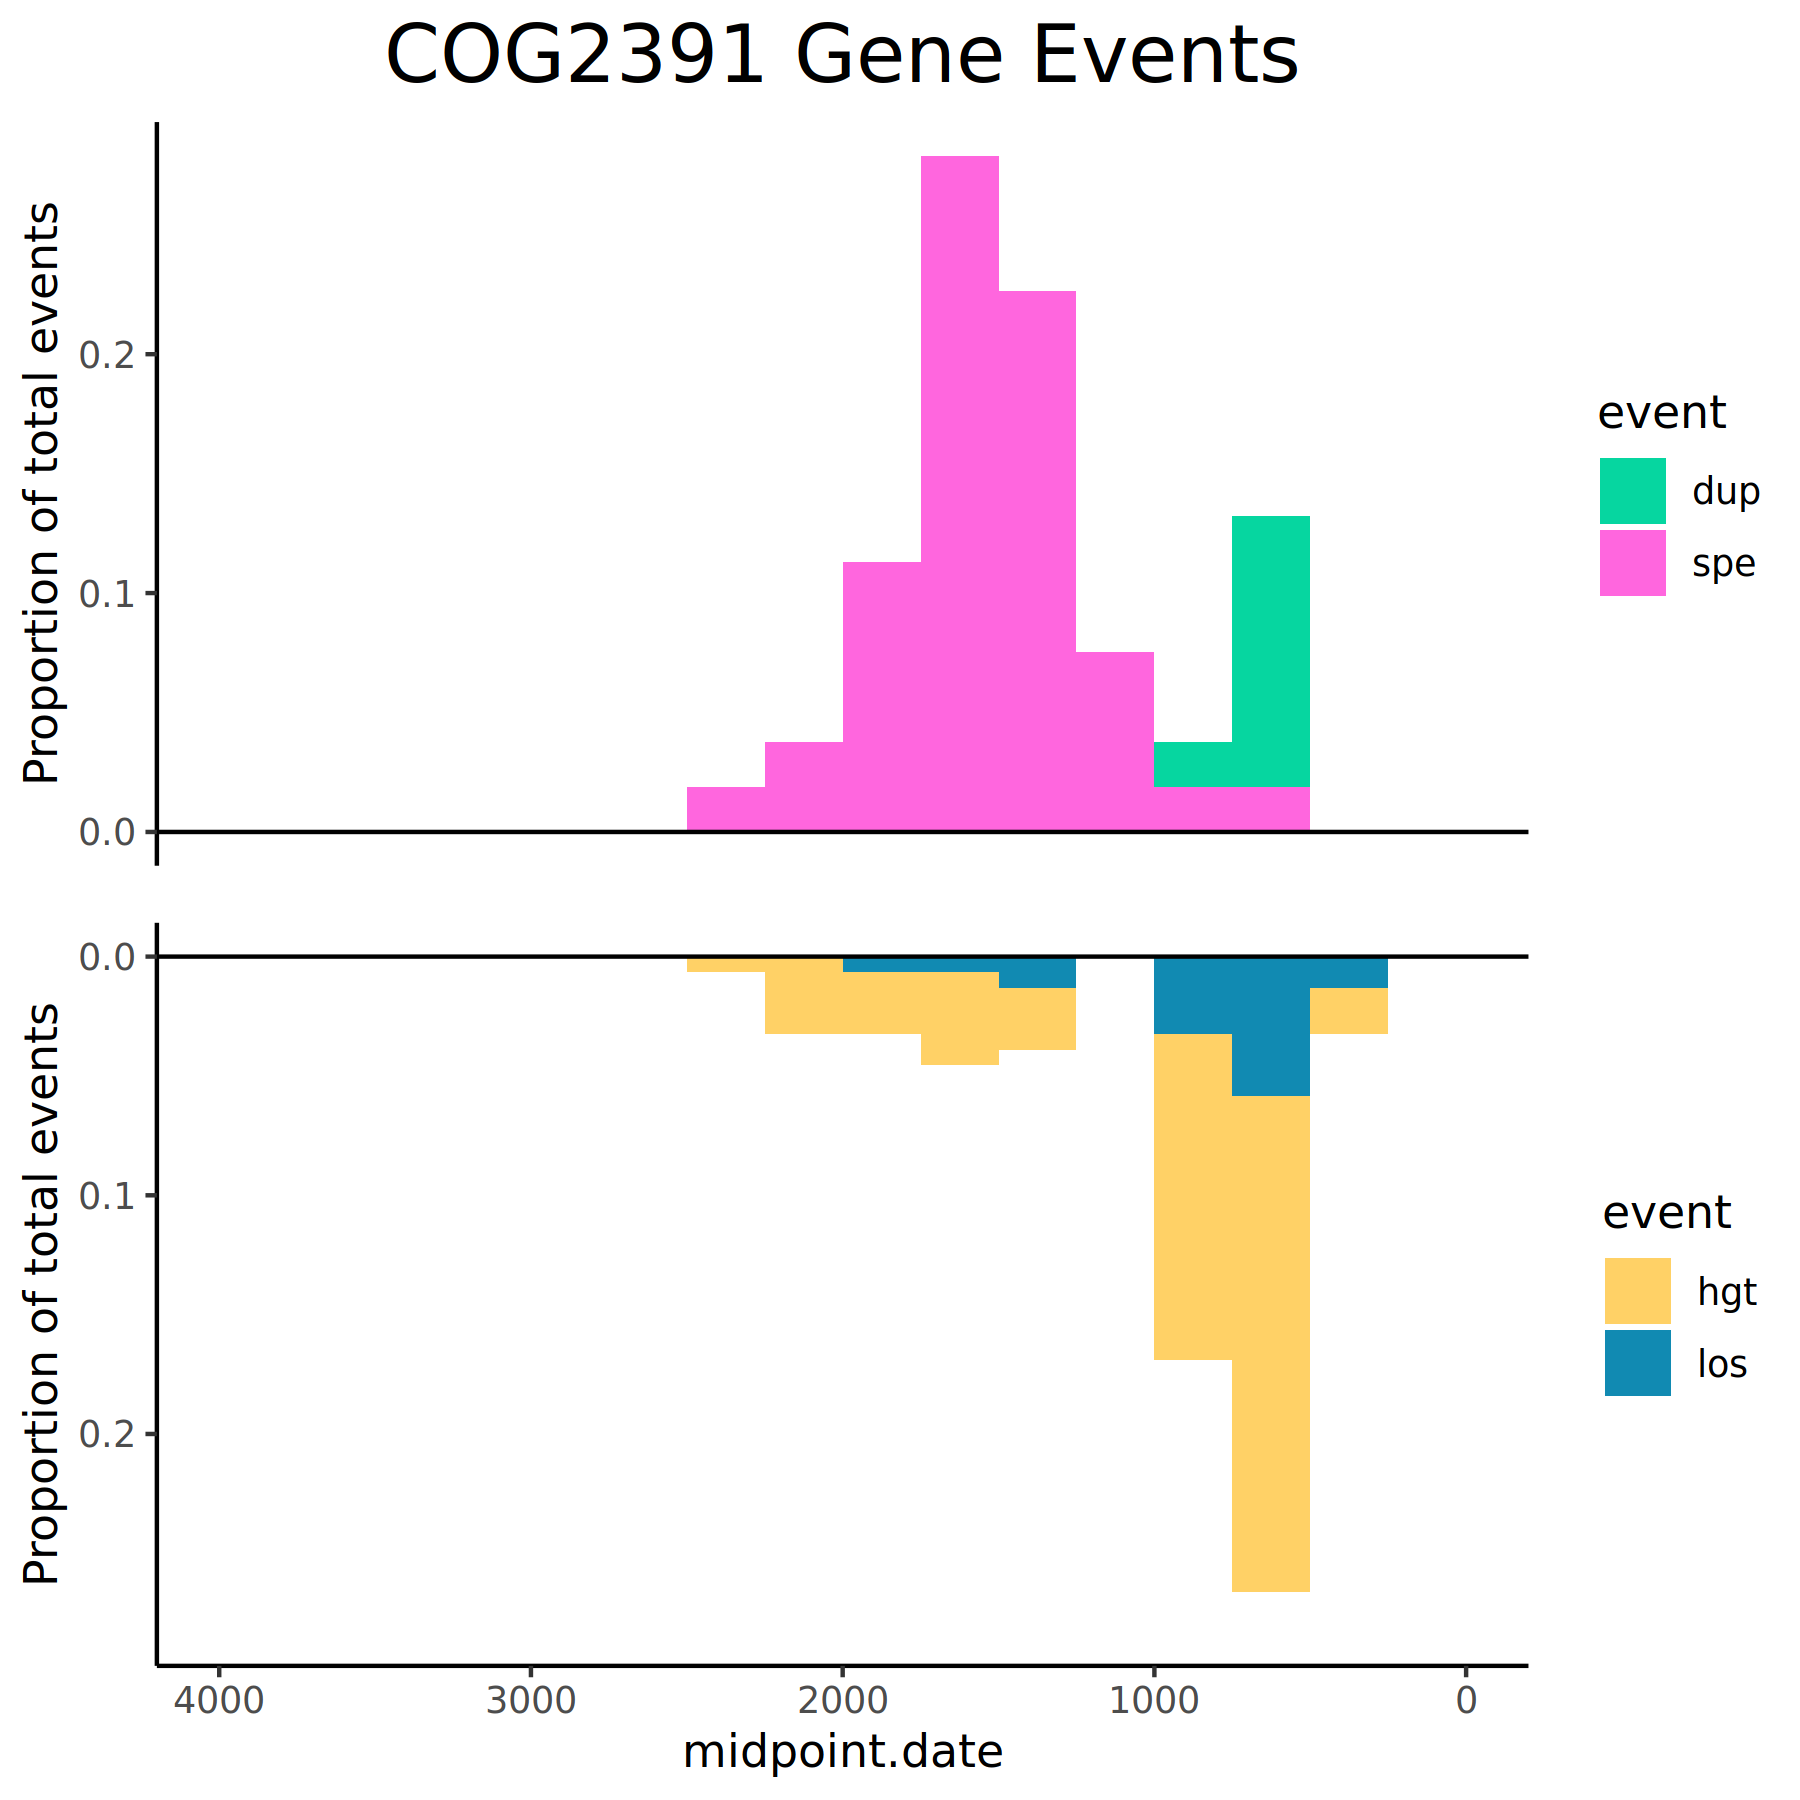 COG2391 Gene Events
Proportion of total events
0.2
0.1
0.0
event
dup
spe
Proportion of total events
0.0
0.1
0.2
event
hgt
los
4000 3000 2000 1000 0
midpoint.date